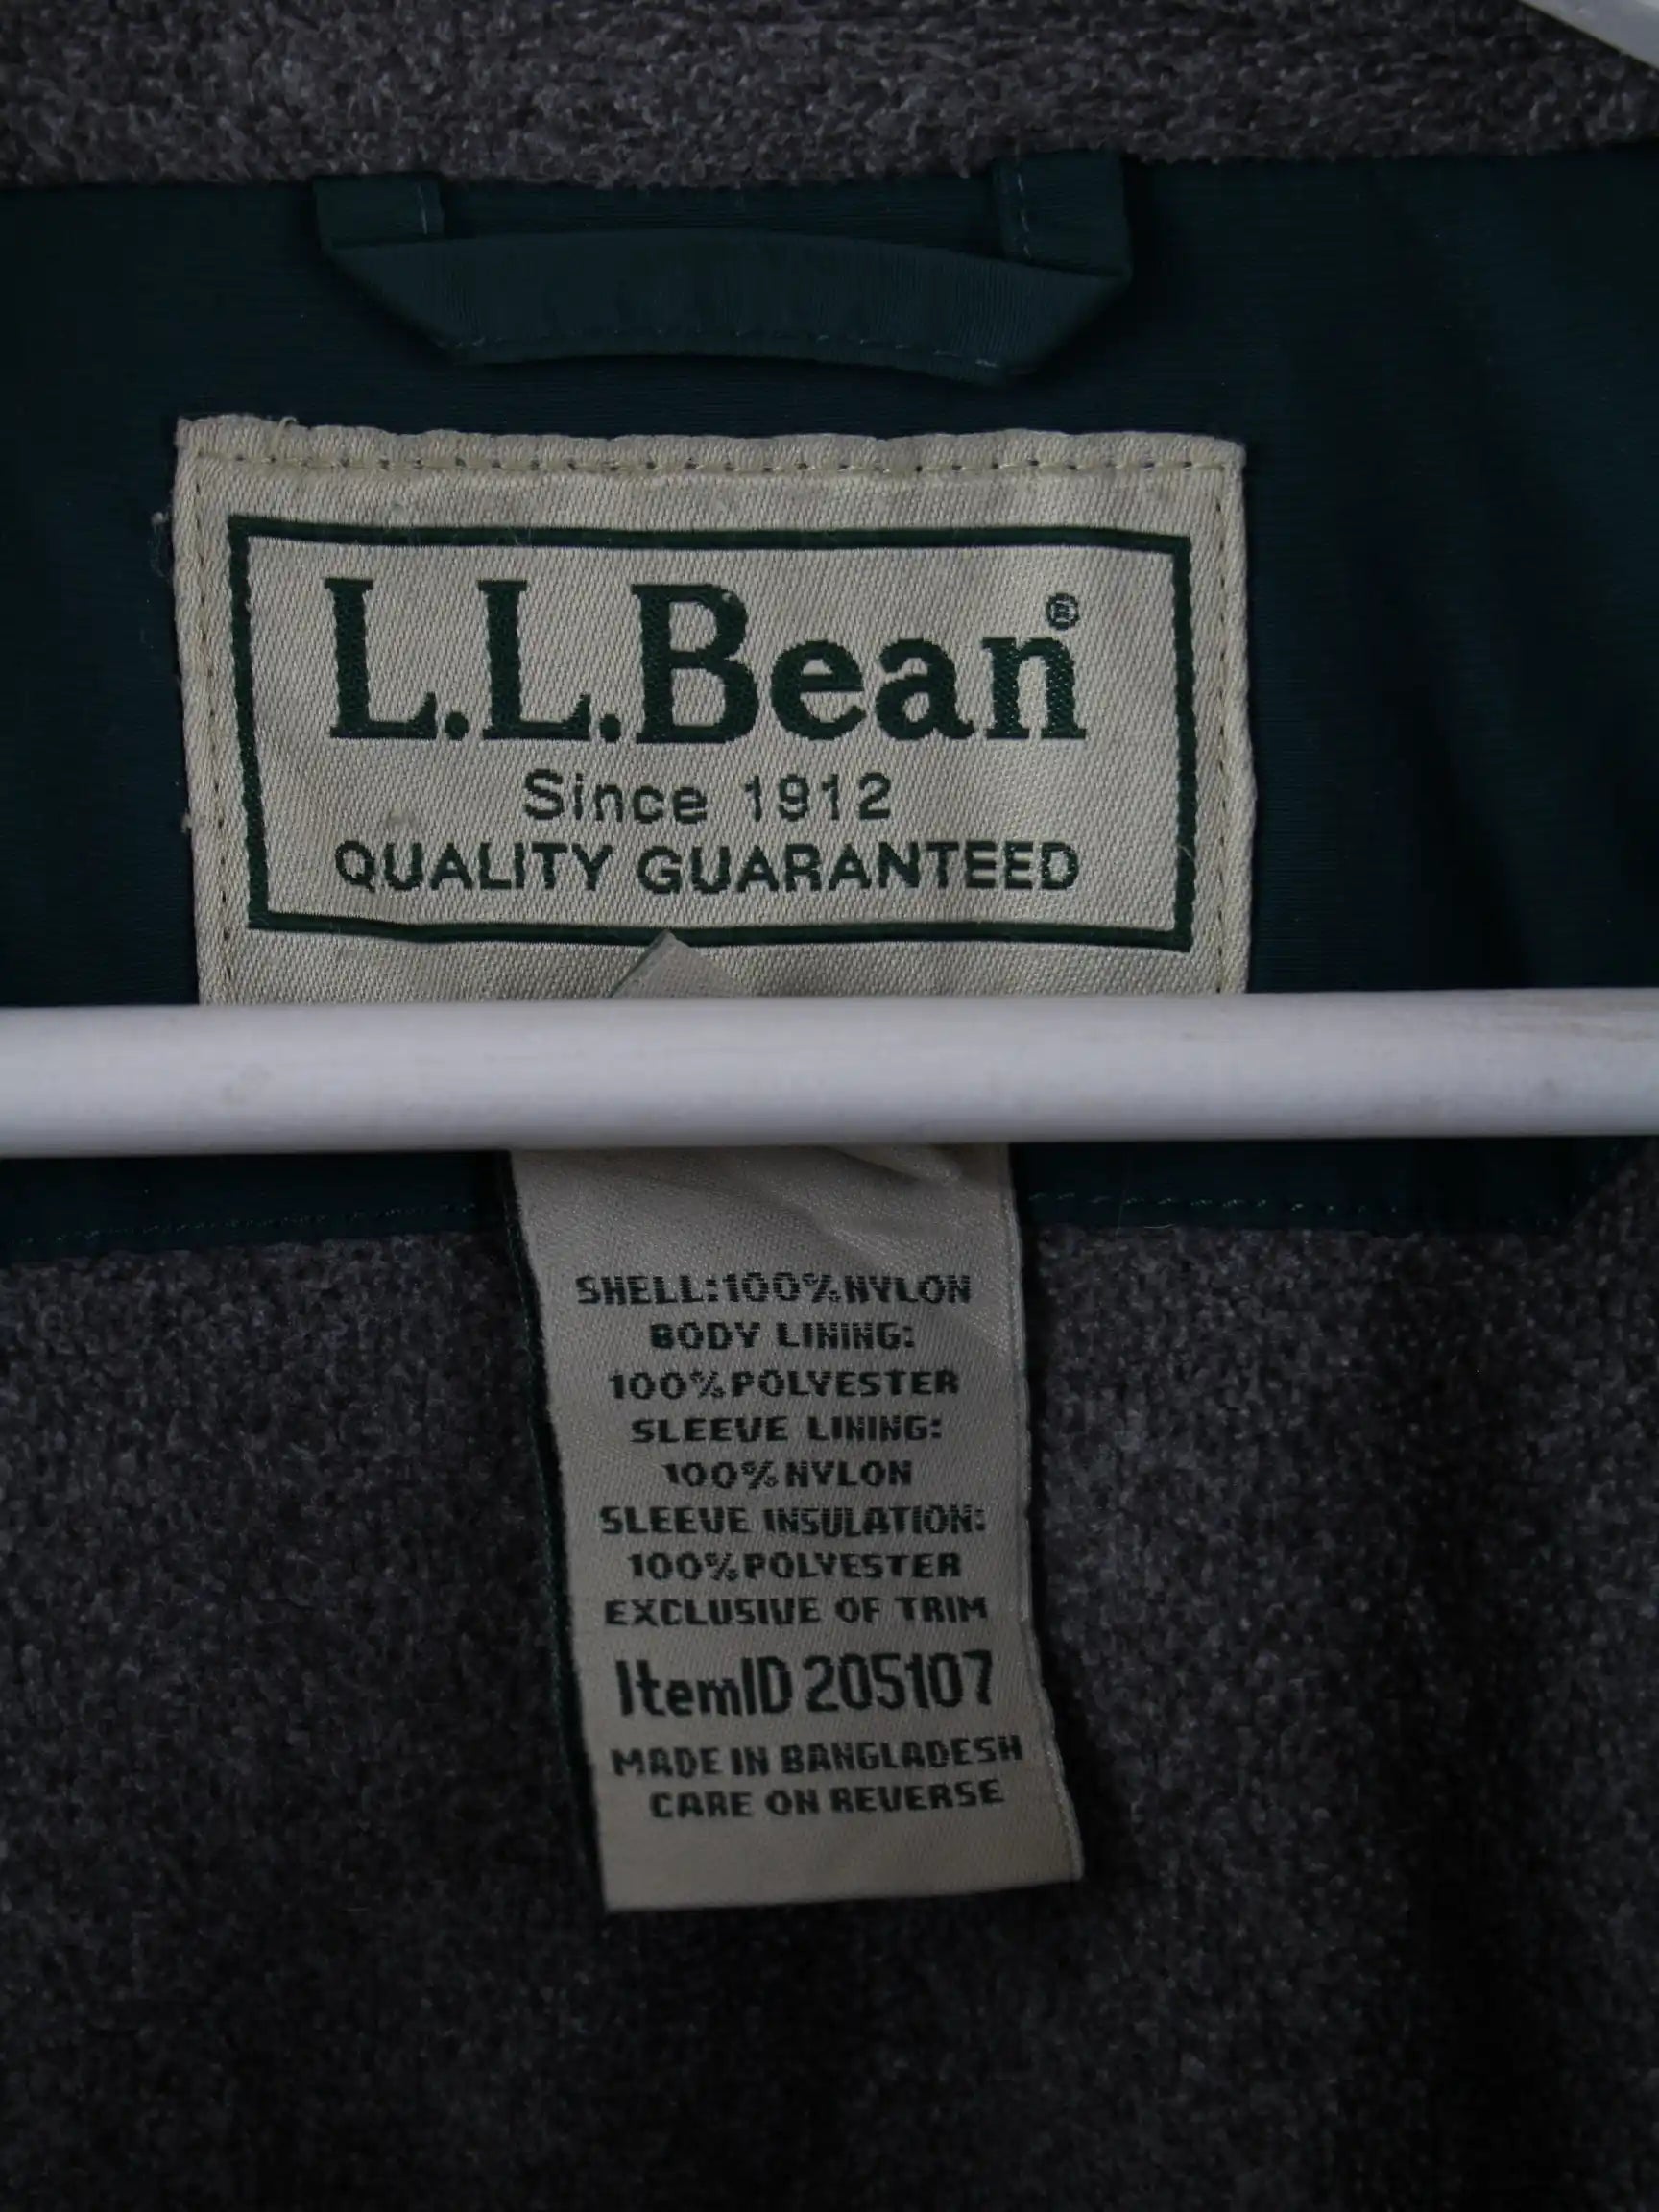 L.L.Bean®
Since 1912
QUALITY GUARANTEED
SHELL:100%NYLON
BODY LINING:
100%POLYESTER
SLEEVE LINING:
100%NYLON
SLEEVE INSULATION:
100%POLYESTER
EXCLUSIVE OF TRIM
ItemID 205107
MADE IN BANGLADESH
CARE ON REVERSE